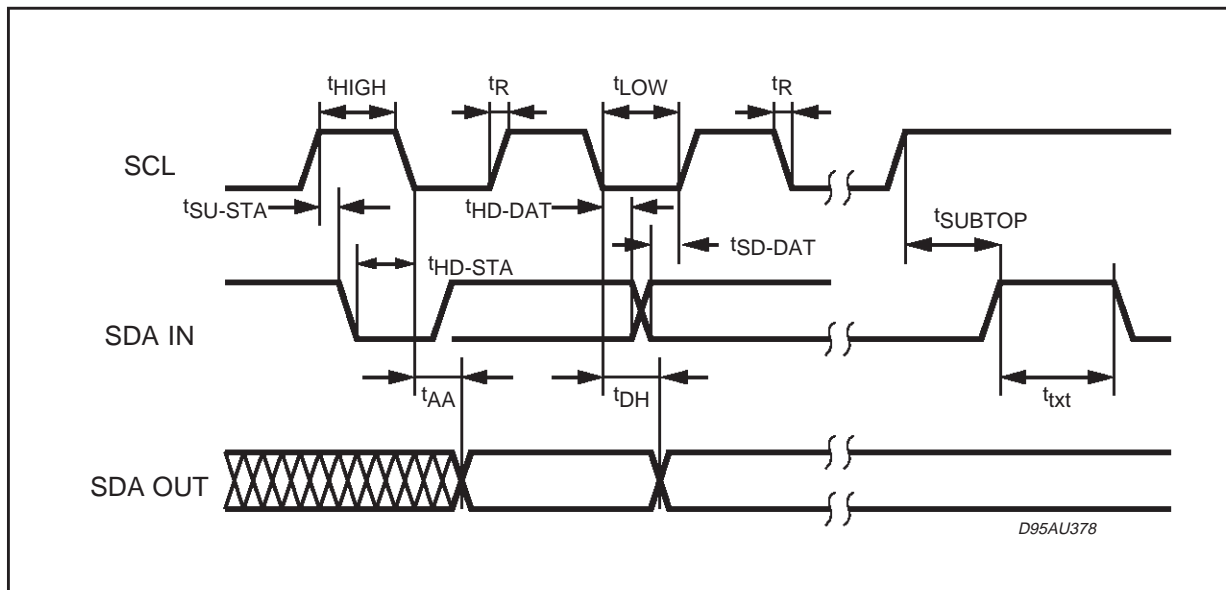 tHIGH
tR
tLOW
tR
SCL
tSU-STA
tHD-DAT
tSUBTOP
tSD-DAT
tHD-STA
SDA IN
tAA
tDH
ttxt
SDA OUT
D95AU378